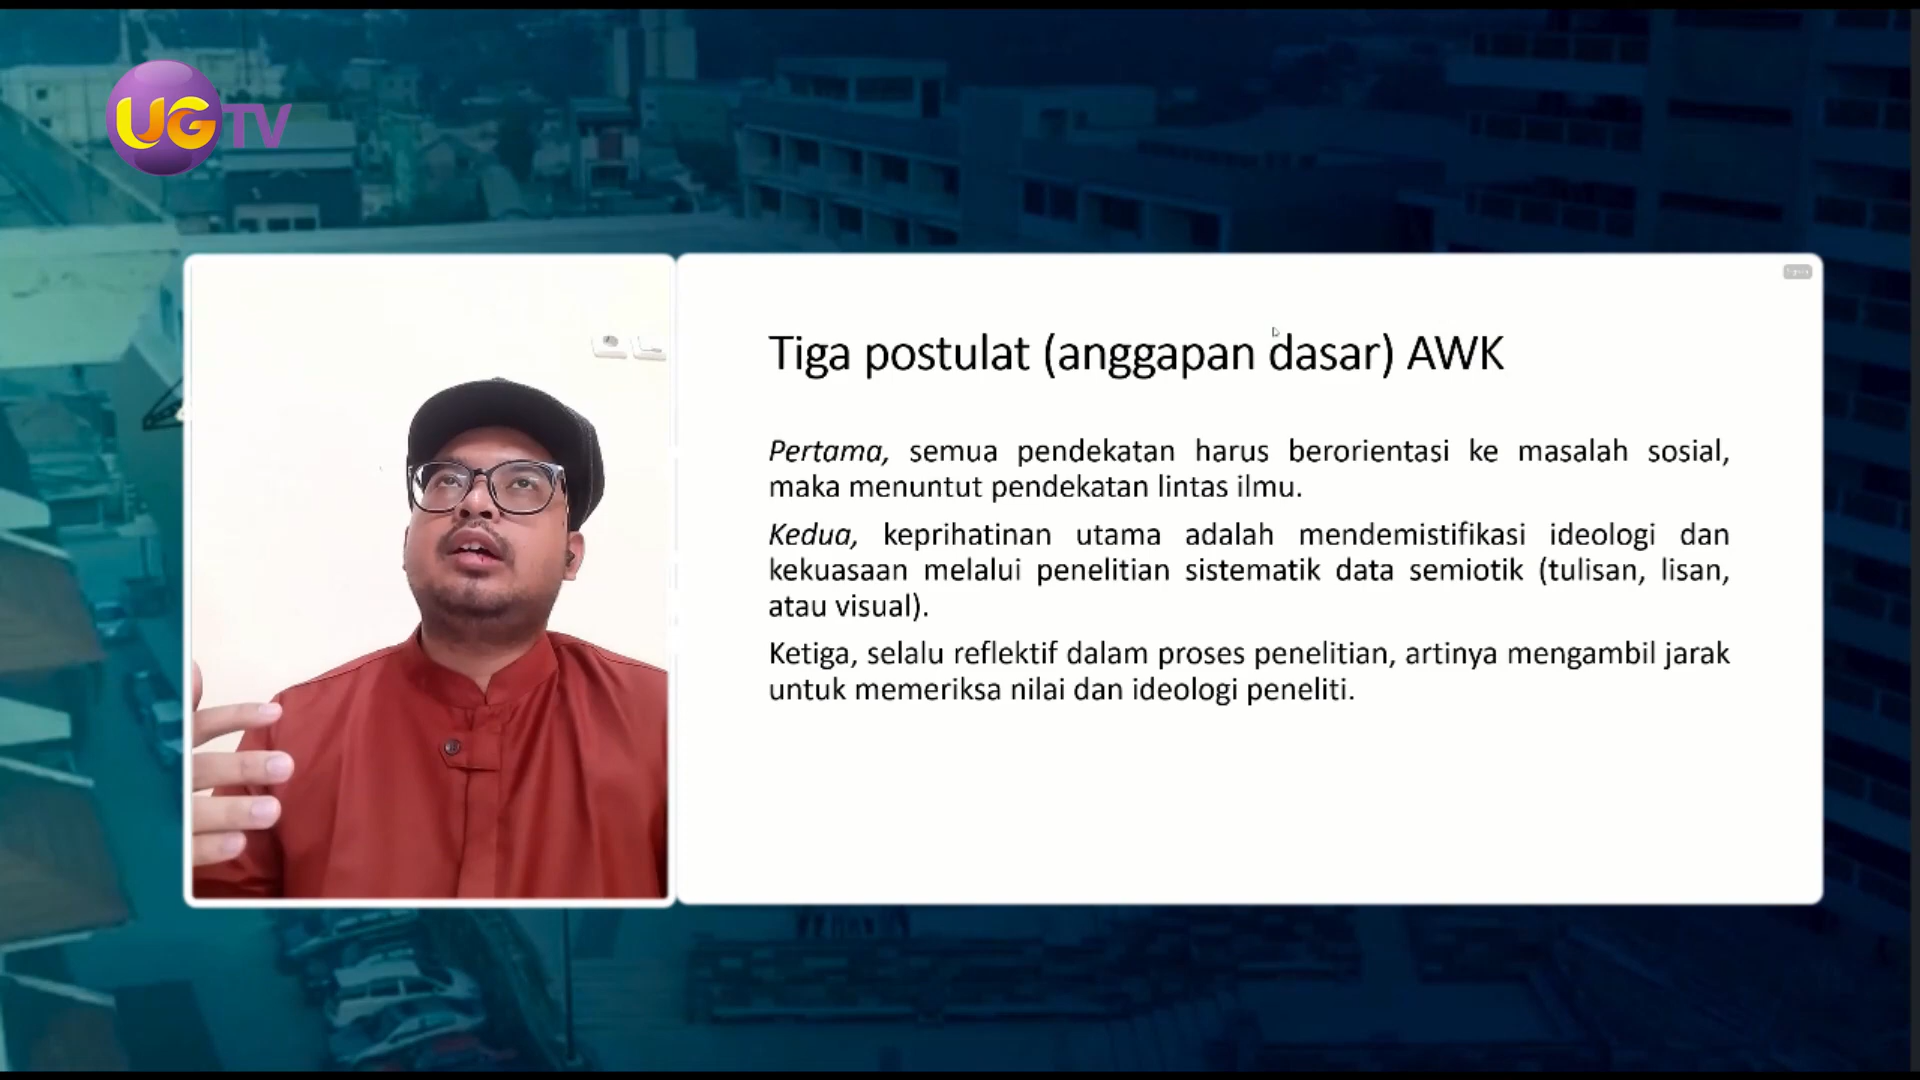 UGTV
Tiga postulat (anggapan dasar) AWK
Pertama, semua pendekatan harus berorientasi ke masalah sosial,
maka menuntut pendekatan lintas ilmu.
Kedua, keprihatinan utama adalah mendemistifikasi ideologi dan
kekuasaan melalui penelitian sistematik data semiotik (tulisan, lisan,
atau visual).
Ketiga, selalu reflektif dalam proses penelitian, artinya mengambil jarak
untuk memeriksa nilai dan ideologi peneliti.